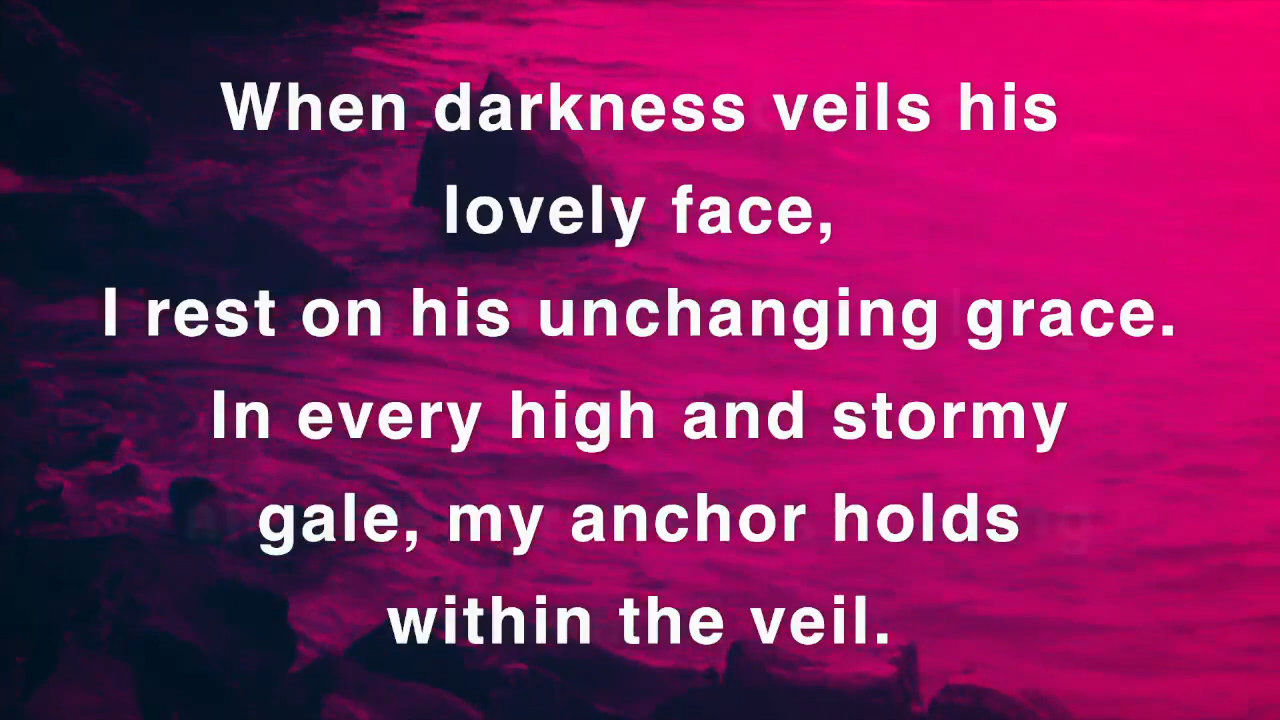 When darkness veils his
lovely face,
I rest on his unchanging grace.
In every high and stormy
gale, my anchor holds
within the veil.